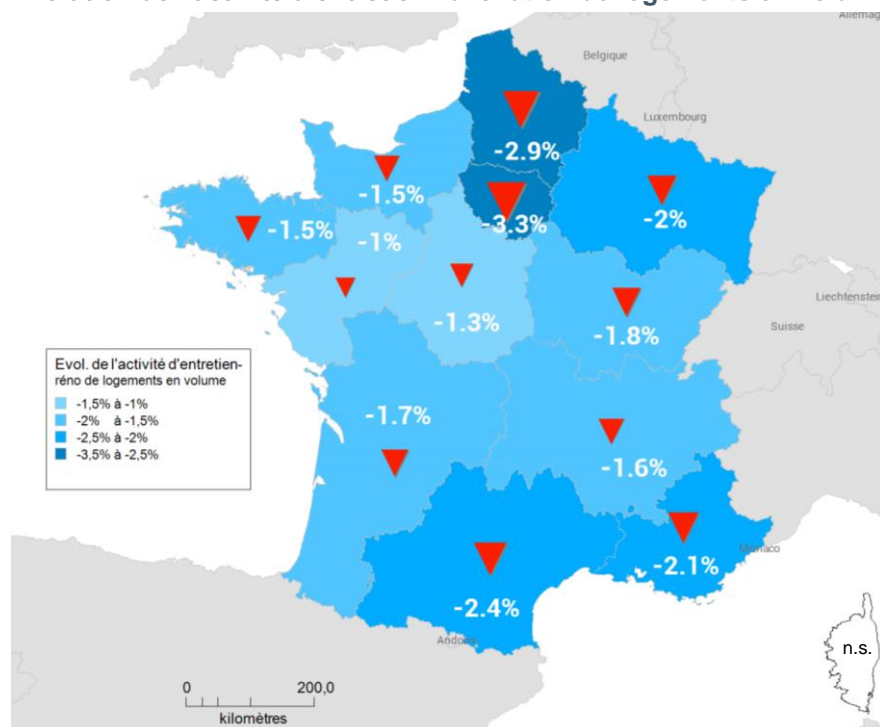 Belgique
Allemag
Luxembourg
-2.9%
-1.5%
-3.3%
-2%
-1.5%
-1%
Liechtenstein
Suisse
-1.3%
-1.8%
Evol. de l'activité d'entretien-
réno de logements en volume
-1,5% à -1%
-2% à -1,5%
-2,5% à -2%
-3,5% à -2,5%
-1.7%
-1.6%
Monaco
-2.1%
-2.4%
Andorre
n.s.
0 200,0
kilomètres